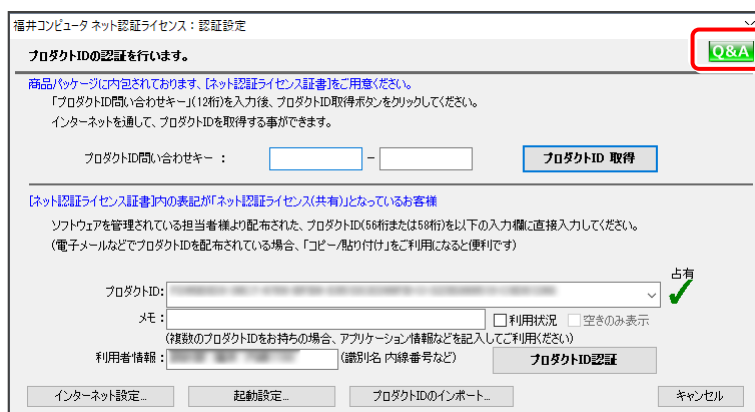 福井コンピュータ ネット認証ライセンス：認証設定
プロダクトIDの認証を行います。
Q&A
商品パッケージに内包されております、[ネット認証ライセンス証書]をご用意ください。
「プロダクトID問い合わせキー」(12桁)を入力後、プロダクトID取得ボタンをクリックしてください。
インターネットを通して、プロダクトIDを取得する事ができます。
プロダクトID問い合わせキー： － プロダクトID 取得
[ネット認証ライセンス証書]内の表記が「ネット認証ライセンス(共有)」となっているお客様
ソフトウェアを管理されている担当者様より配布された、プロダクトID(56桁または58桁)を以下の入力欄に直接入力してください。
(電子メールなどでプロダクトIDを配布されている場合、「コピー/貼り付け」をご利用になると便利です)
占有
プロダクトID:
メモ： 利用状況 空きのみ表示
(複数のプロダクトIDをお持ちの場合、アプリケーション情報などを記入してご利用ください)
利用者情報： (識別名 内線番号など) プロダクトID認証
インターネット設定... 起動設定... プロダクトIDのインポート... キャンセル